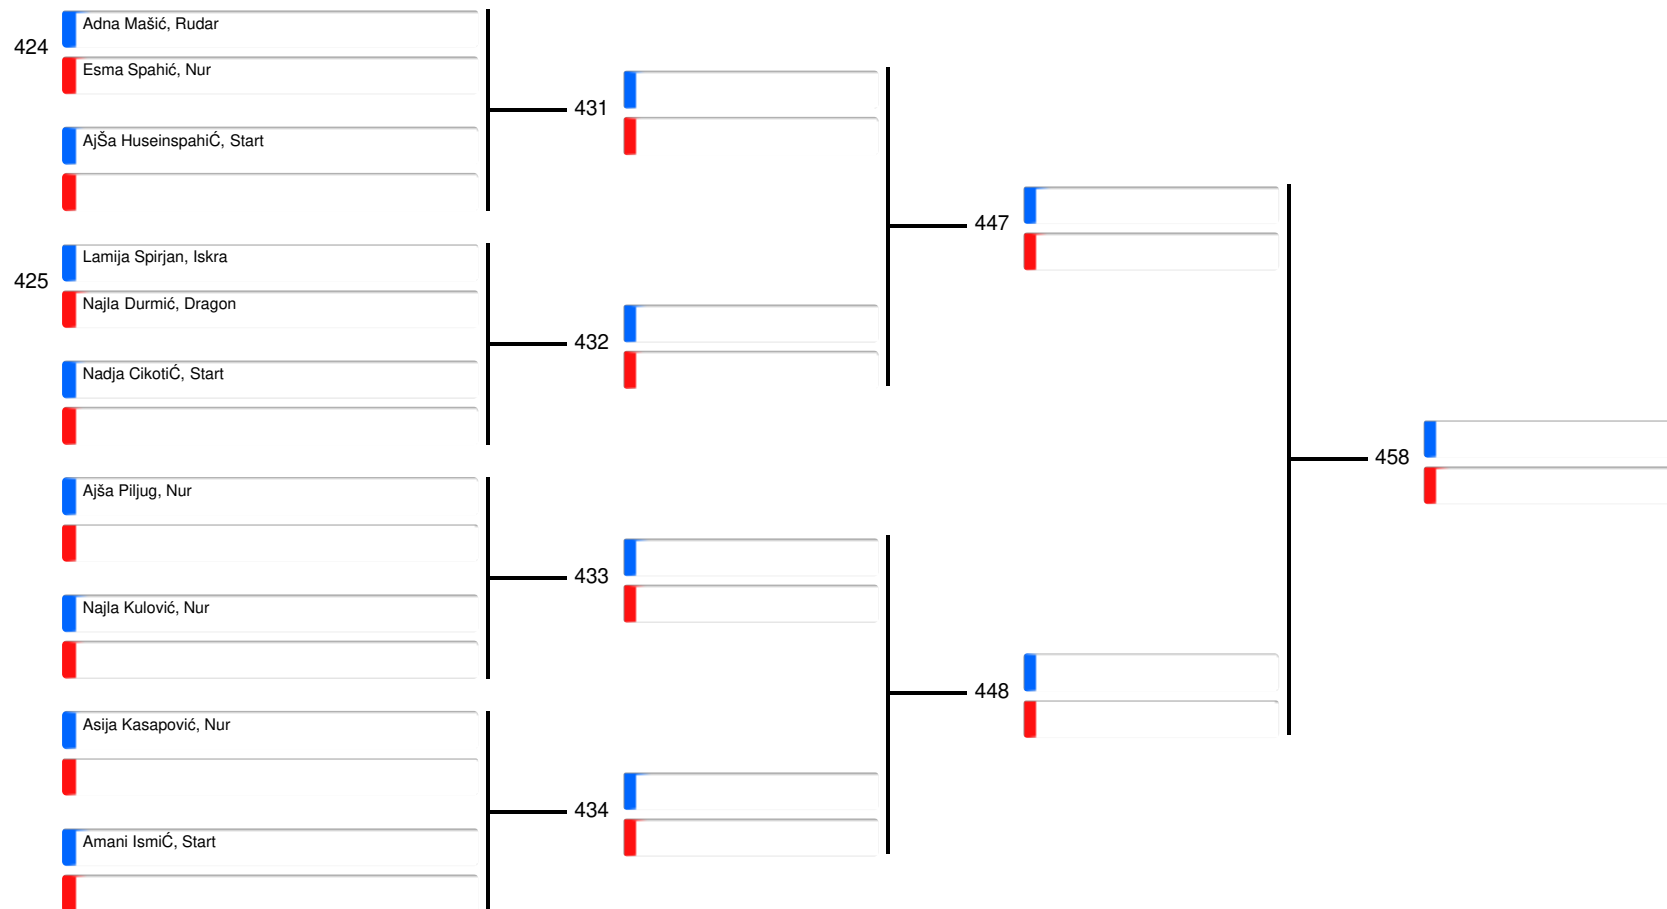 424
Adna Mašić, Rudar
Esma Spahić, Nur
AjŠa HuseinspahiĆ, Start
431
425
Lamija Spirjan, Iskra
Najla Durmić, Dragon
Nadja CikotiĆ, Start
432
447
Ajša Piljug, Nur
Najla Kulović, Nur
433
Asija Kasapović, Nur
Amani IsmiĆ, Start
434
448
458